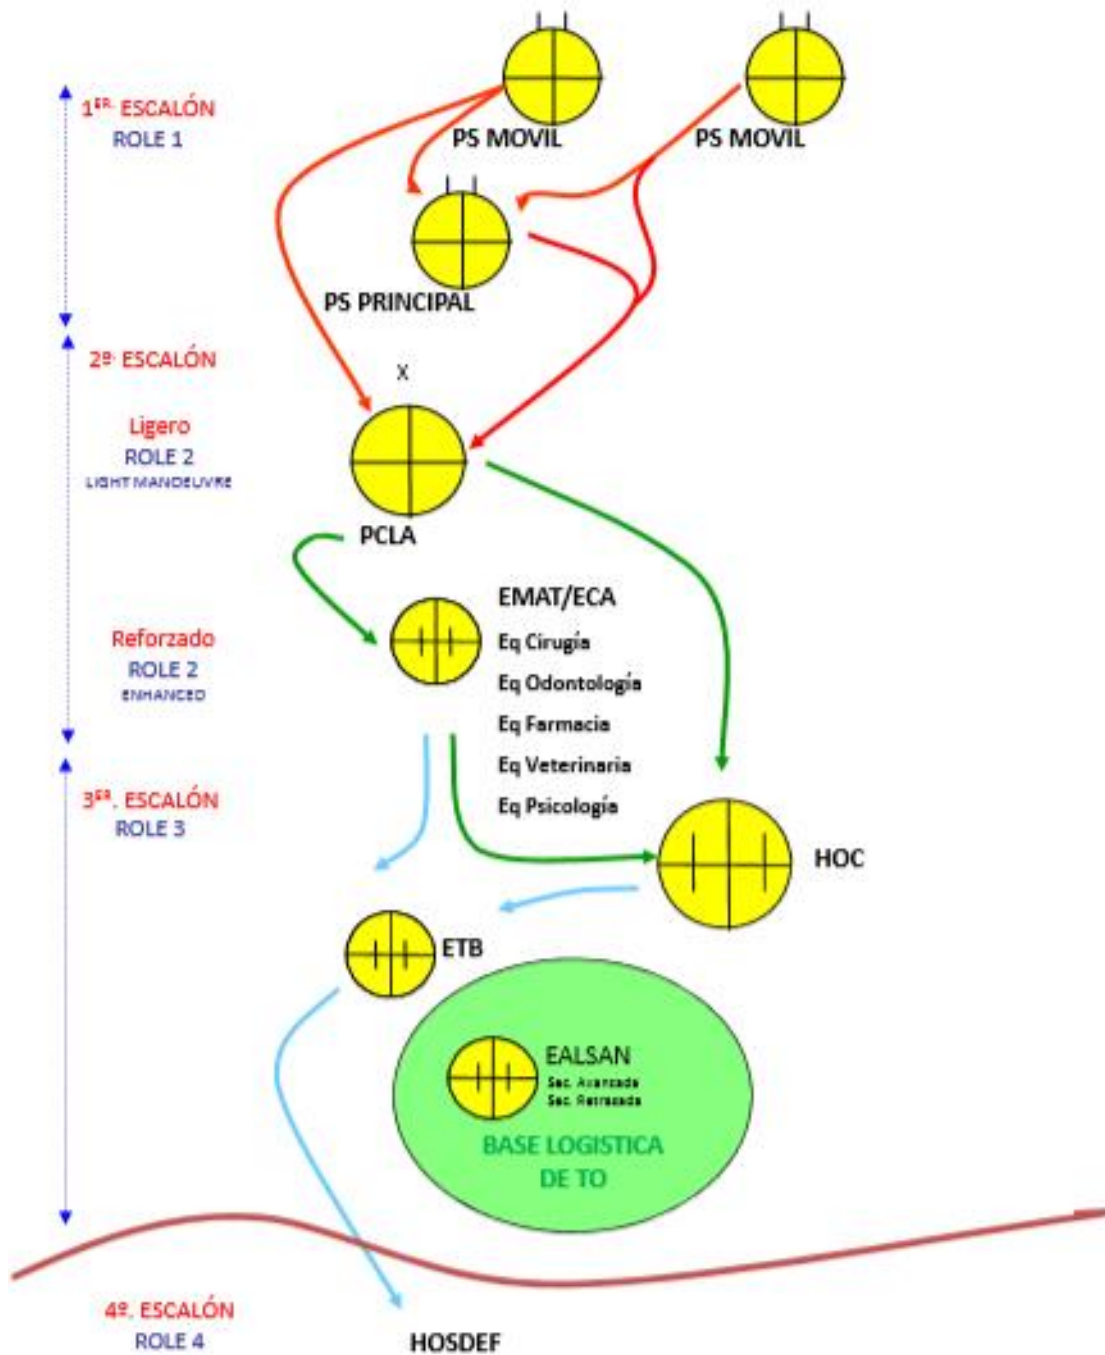 PS MOVIL
PS MOVIL
1ER. ESCALÓN
ROLE 1
PS PRINCIPAL
2º. ESCALÓN
X
Ligero
ROLE 2
LIGHT MANOEUVRE
PCLA
EMAT/ECA
Eq Cirugía
Eq Odontología
Eq Farmacia
Eq Veterinaria
Eq Psicología
Reforzado
ROLE 2
ENHANCED
3ER. ESCALÓN
ROLE 3
HOC
ETB
EALSAN
Sec. Avanzada
Sec. Retrasada
BASE LOGISTICA
DE TO
4º. ESCALÓN
ROLE 4
HOSDEF